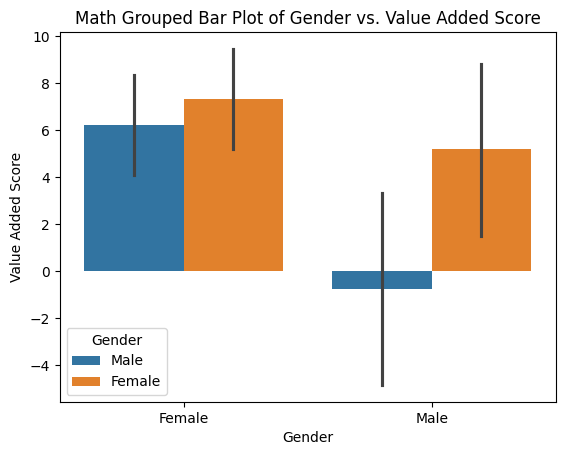 Math Grouped Bar Plot of Gender vs. Value Added Score
10
8
6
4
2
0
−2
−4
Value Added Score
Gender
Male
Female
Female
Male
Gender